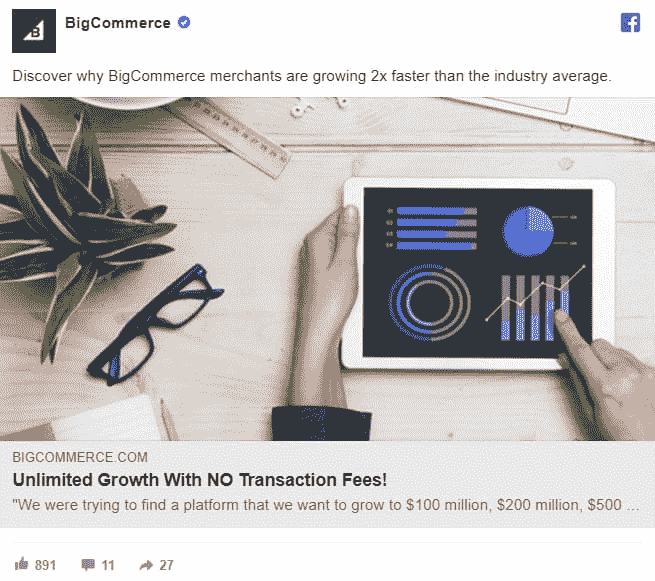 BigCommerce
Discover why BigCommerce merchants are growing 2x faster than the industry average.
BIGCOMMERCE.COM
Unlimited Growth With NO Transaction Fees!
"We were trying to find a platform that we want to grow to $100 million, $200 million, $500 ...
891 11 27